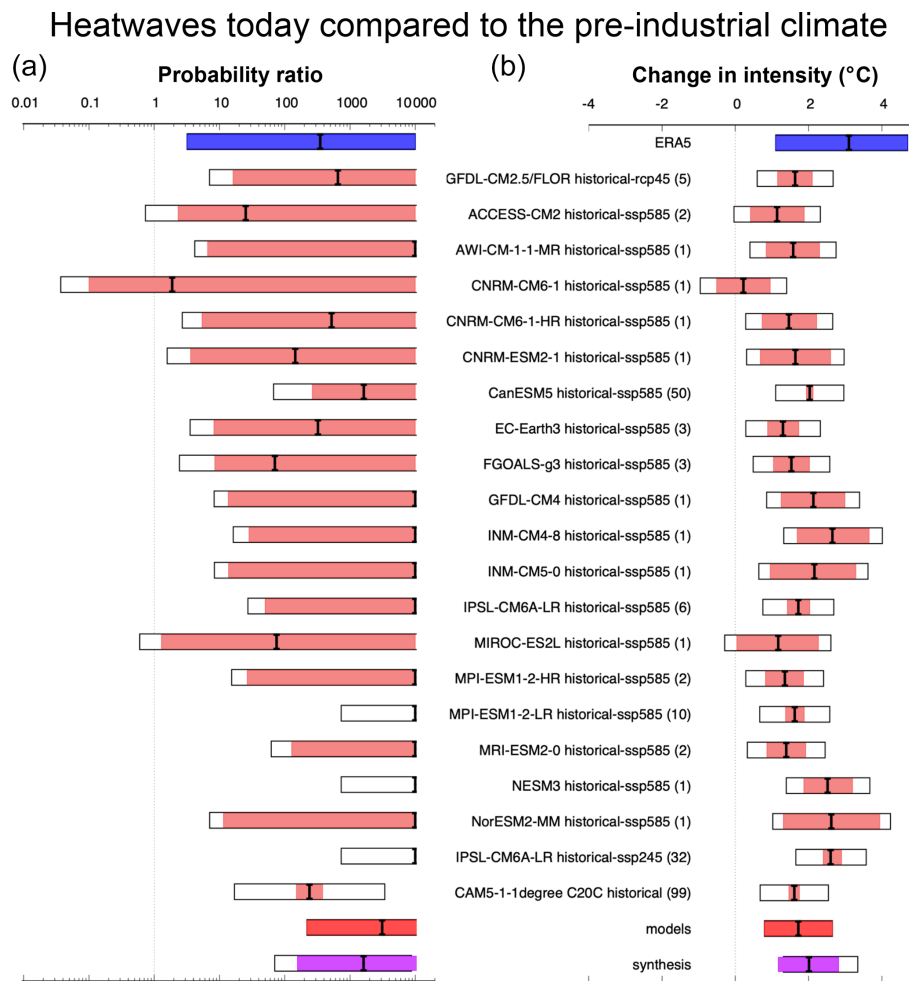 Heatwaves today compared to the pre-industrial climate
(a) Probability ratio (b) Change in intensity (°C)
0.01 0.1 1 10 100 1000 10000 -4 -2 0 2 4
ERA5
GFDL-CM2.5/FLOR historical-rcp45 (5)
ACCESS-CM2 historical-ssp585 (2)
AWI-CM-1-1-MR historical-ssp585 (1)
CNRM-CM6-1 historical-ssp585 (1)
CNRM-CM6-1-HR historical-ssp585 (1)
CNRM-ESM2-1 historical-ssp585 (1)
CanESM5 historical-ssp585 (50)
EC-Earth3 historical-ssp585 (3)
FGOALS-g3 historical-ssp585 (3)
GFDL-CM4 historical-ssp585 (1)
INM-CM4-8 historical-ssp585 (1)
INM-CM5-0 historical-ssp585 (1)
IPSL-CM6A-LR historical-ssp585 (6)
MIROC-ES2L historical-ssp585 (1)
MPI-ESM1-2-HR historical-ssp585 (2)
MPI-ESM1-2-LR historical-ssp585 (10)
MRI-ESM2-0 historical-ssp585 (2)
NESM3 historical-ssp585 (1)
NorESM2-MM historical-ssp585 (1)
IPSL-CM6A-LR historical-ssp245 (32)
CAM5-1-1degree C20C historical (99)
models
synthesis